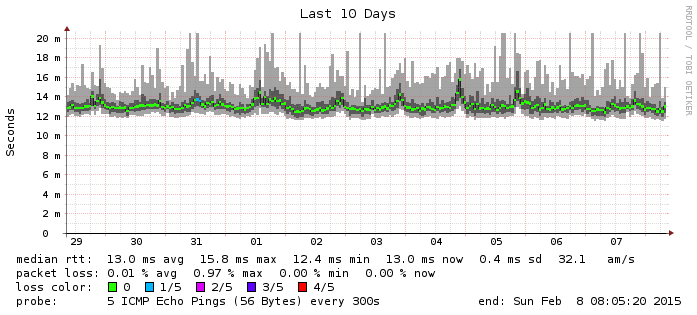 Last 10 Days
RRDTOOL / TOBI OETIKER
Seconds
20 m
18 m
16 m
14 m
12 m
10 m
8 m
6 m
4 m
2 m
0
29 30 31 01 02 03 04 05 06 07
median rtt: 13.0 ms avg 15.8 ms max 12.4 ms min 13.0 ms now 0.4 ms sd 32.1 am/s
packet loss: 0.01 % avg 0.97 % max 0.00 % min 0.00 % now
loss color: 0 1/5 2/5 3/5 4/5
probe: 5 ICMP Echo Pings (56 Bytes) every 300s end: Sun Feb 8 08:05:20 2015